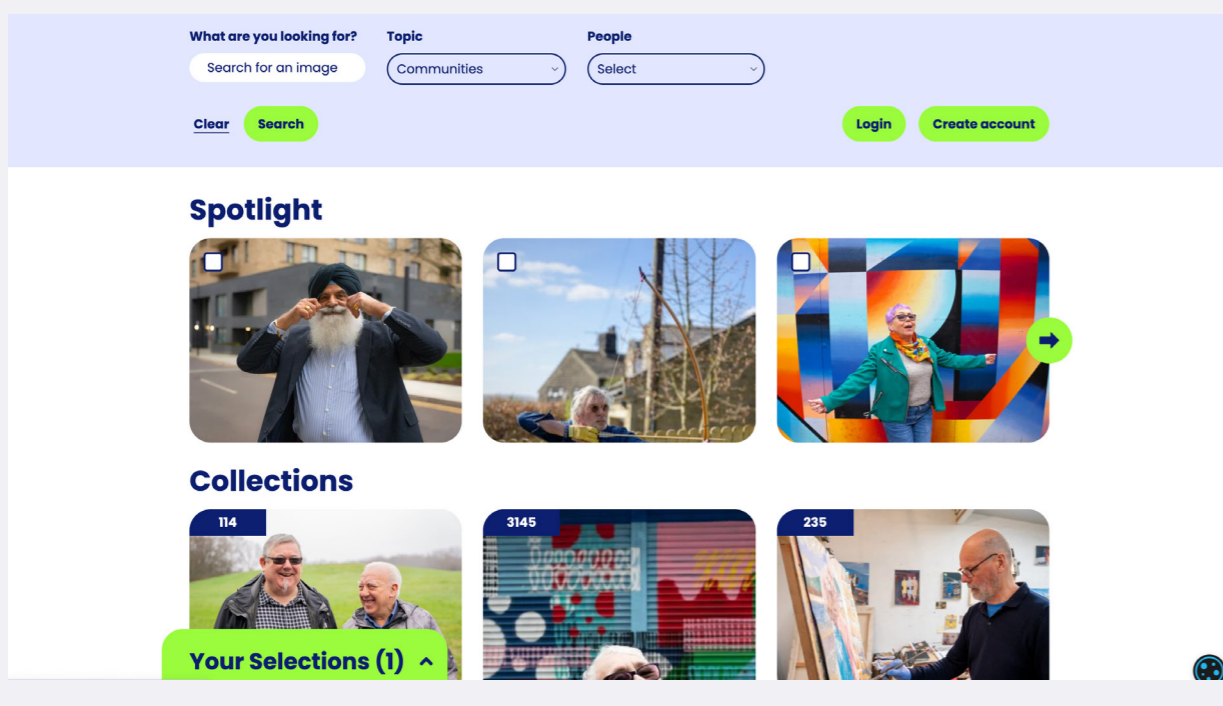 What are you looking for? Topic People
Search for an image Communities Select
Clear Search Login Create account
Spotlight
Collections
114 3145 235
Your Selections (1)